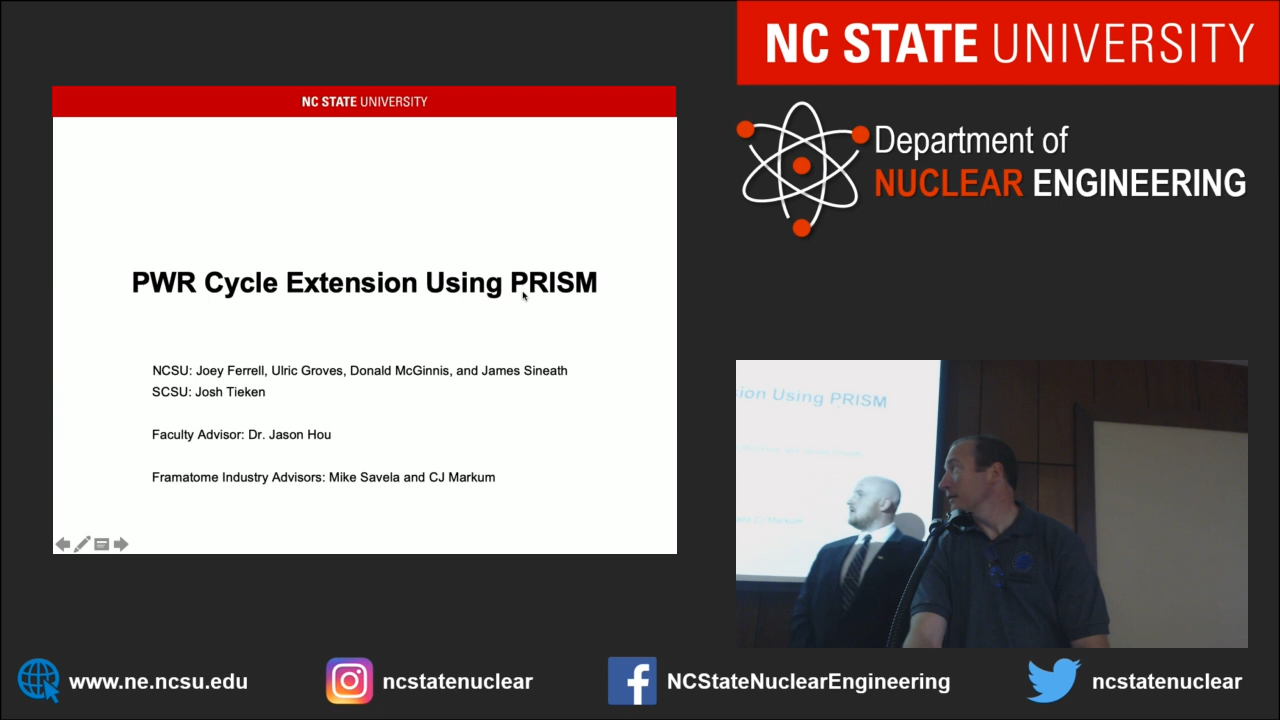 NC STATE UNIVERSITY
Department of
NUCLEAR ENGINEERING
NC STATE UNIVERSITY
PWR Cycle Extension Using PRISM
NCSU: Joey Ferrell, Ulric Groves, Donald McGinnis, and James Sineath
SCSU: Josh Tieken
Faculty Advisor: Dr. Jason Hou
Framatome Industry Advisors: Mike Savela and CJ Markum
ion Using PRISM
www.ne.ncsu.edu
ncstatenuclear
NCStateNuclearEngineering
ncstatenuclear